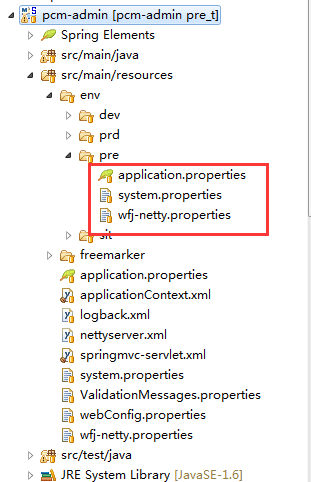 pcm-admin [pcm-admin pre_t]
Spring Elements
src/main/java
src/main/resources
env
dev
prd
pre
application.properties
system.properties
wfj-netty.properties
sit
freemarker
application.properties
applicationContext.xml
logback.xml
nettyserver.xml
springmvc-servlet.xml
system.properties
ValidationMessages.properties
webConfig.properties
wfj-netty.properties
src/test/java
JRE System Library [JavaSE-1.6]